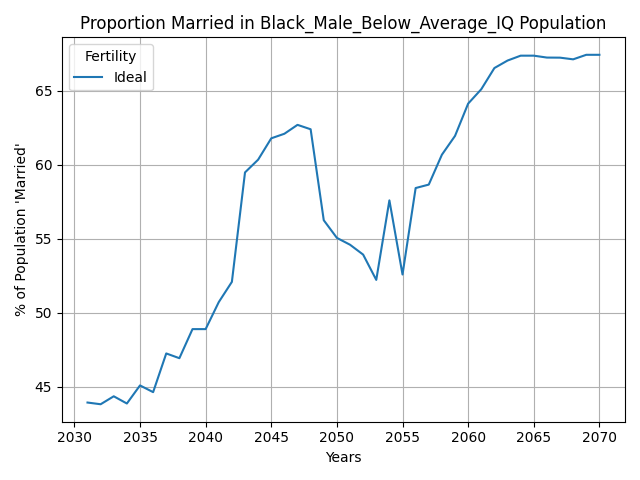 Proportion Married in Black_Male_Below_Average_IQ Population
Fertility
Ideal
% of Population 'Married'
65
60
55
50
45
2030 2035 2040 2045 2050 2055 2060 2065 2070
Years